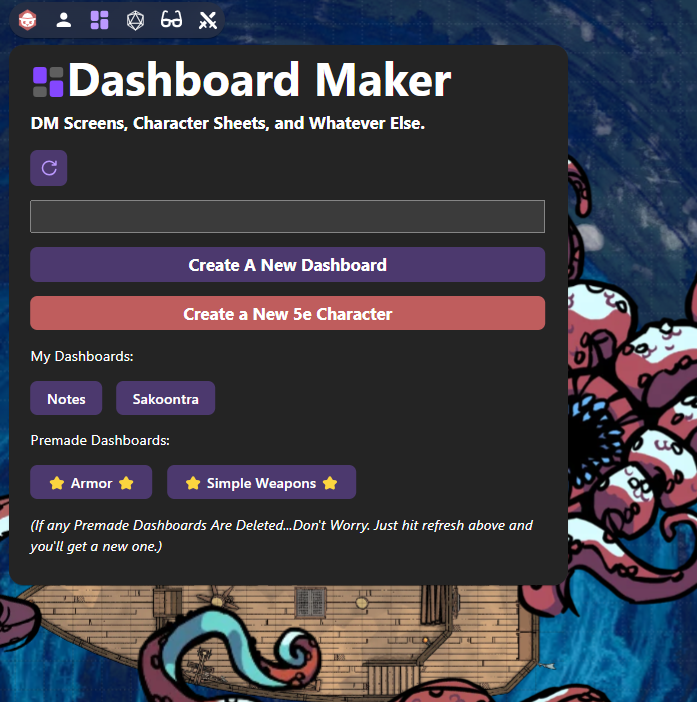 Dashboard Maker
DM Screens, Character Sheets, and Whatever Else.
Create A New Dashboard
Create a New 5e Character
My Dashboards:
Notes Sakoontra
Premade Dashboards:
⭐ Armor ⭐ ⭐ Simple Weapons ⭐
(If any Premade Dashboards Are Deleted...Don't Worry. Just hit refresh above and
you'll get a new one.)